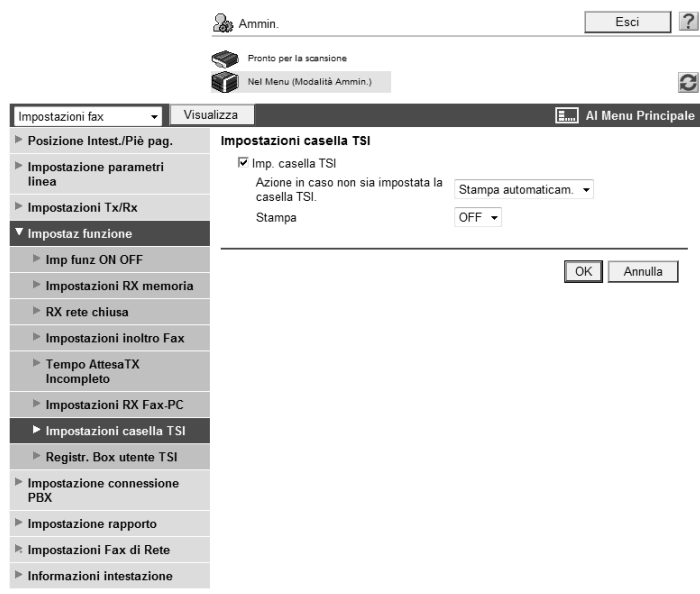 Ammin.
Esci
?
Pronto per la scansione
Nel Menu (Modalità Ammin.)
Impostazioni fax
Visualizza
Al Menu Principale
Posizione Intest./Piè pag.
Impostazione parametri
linea
Impostazioni Tx/Rx
Impostaz funzione
Imp funz ON OFF
Impostazioni RX memoria
RX rete chiusa
Impostazioni inoltro Fax
Tempo AttesaTX
Incompleto
Impostazioni RX Fax-PC
Impostazioni casella TSI
Registr. Box utente TSI
Impostazione connessione
PBX
Impostazione rapporto
Impostazioni Fax di Rete
Informazioni intestazione
Impostazioni casella TSI
Imp. casella TSI
Azione in caso non sia impostata la
casella TSI.
Stampa automaticam.
Stampa
OFF
OK
Annulla